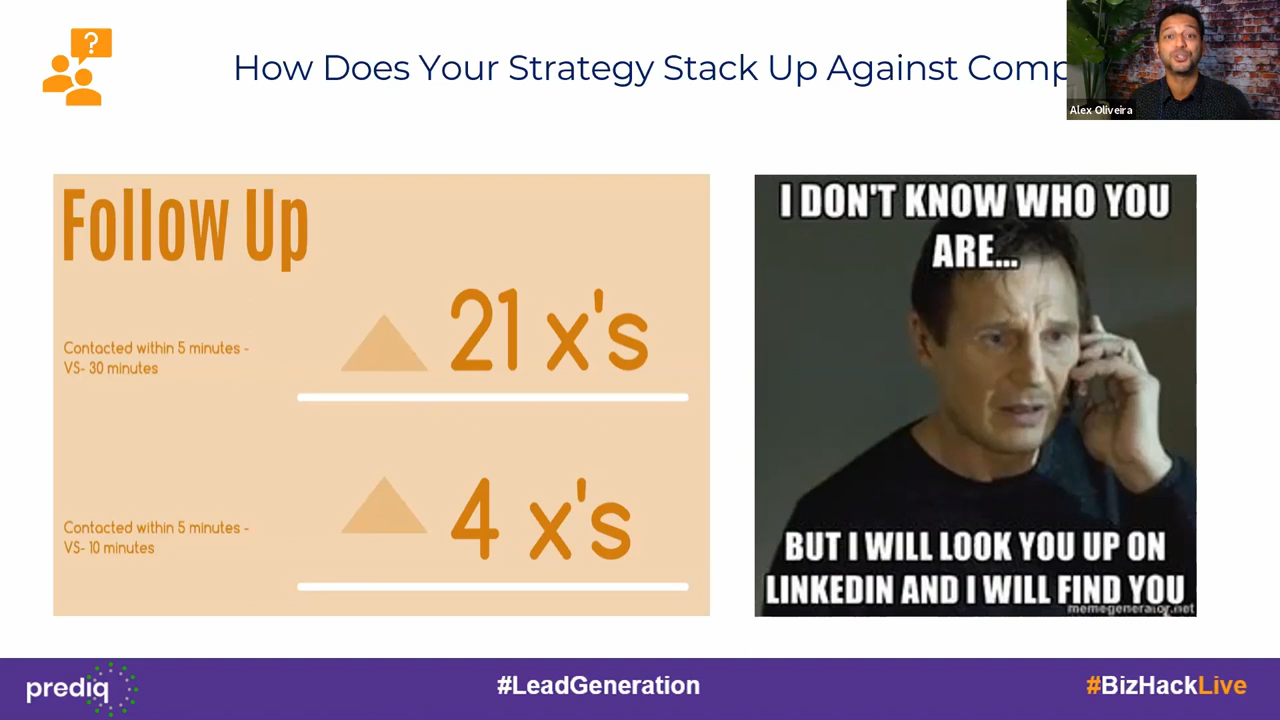 ?
How Does Your Strategy Stack Up Against Comp
Alex Oliveira
Follow Up
Contacted within 5 minutes -
VS- 30 minutes
21 x's
Contacted within 5 minutes -
VS- 10 minutes
4 x's
I DON'T KNOW WHO YOU
ARE...
BUT I WILL LOOK YOU UP ON
LINKEDIN AND I WILL FIND YOU
memegenerator.net
prediq
#LeadGeneration
#BizHackLive